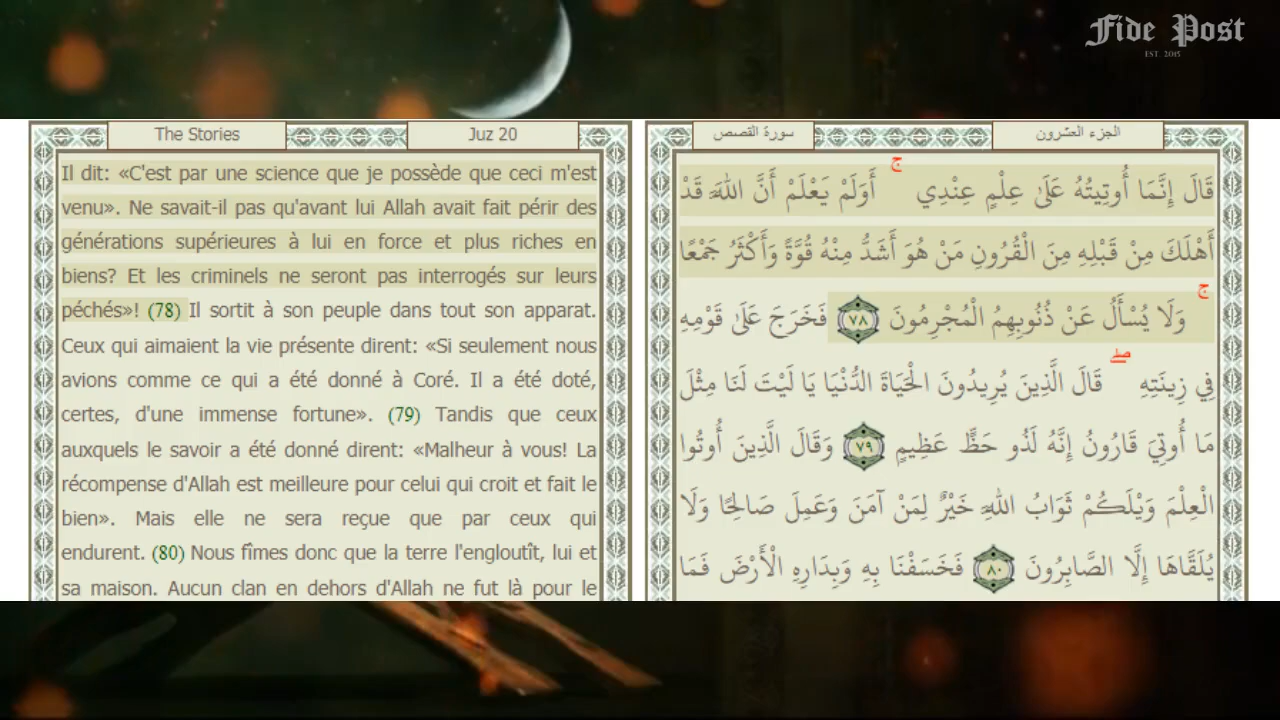 Fide Post
EST. 2015
The Stories
Juz 20
Il dit: «C'est par une science que je possède que ceci m'est
venu». Ne savait-il pas qu'avant lui Allah avait fait périr des
générations supérieures à lui en force et plus riches en
biens? Et les criminels ne seront pas interrogés sur leurs
péchés»! (78) Il sortit à son peuple dans tout son apparat.
Ceux qui aimaient la vie présente dirent: «Si seulement nous
avions comme ce qui a été donné à Coré. Il a été doté,
certes, d'une immense fortune». (79) Tandis que ceux
auxquels le savoir a été donné dirent: «Malheur à vous! La
récompense d'Allah est meilleure pour celui qui croit et fait le
bien». Mais elle ne sera reçue que par ceux qui
endurent. (80) Nous fîmes donc que la terre l'engloutît, lui et
sa maison. Aucun clan en dehors d'Allah ne fut là pour le
الجزء العشرون
سورة القصص
قَالَ إِنَّمَا أُوتِيتُهُ عَلَىٰ عِلْمٍ عِنْدِي ۚ أَوَلَمْ يَعْلَمْ أَنَّ اللَّهَ قَدْ
أَهْلَكَ مِنْ قَبْلِهِ مِنَ الْقُرُونِ مَنْ هُوَ أَشَدُّ مِنْهُ قُوَّةً وَأَكْثَرُ جَمْعًا ۚ
وَلَا يُسْأَلُ عَنْ ذُنُوبِهِمُ الْمُجْرِمُونَ ٧٨ فَخَرَجَ عَلَىٰ قَوْمِهِ
فِي زِينَتِهِ ۖ قَالَ الَّذِينَ يُرِيدُونَ الْحَيَاةَ الدُّنْيَا يَا لَيْتَ لَنَا مِثْلَ
مَا أُوتِيَ قَارُونُ إِنَّهُ لَذُو حَظٍّ عَظِيمٍ ٧٩ وَقَالَ الَّذِينَ أُوتُوا
الْعِلْمَ وَيْلَكُمْ ثَوَابُ اللَّهِ خَيْرٌ لِمَنْ آمَنَ وَعَمِلَ صَالِحًا وَلَا
يُلَقَّاهَا إِلَّا الصَّابِرُونَ ٨٠ فَخَسَفْنَا بِهِ وَبِدَارِهِ الْأَرْضَ فَمَا